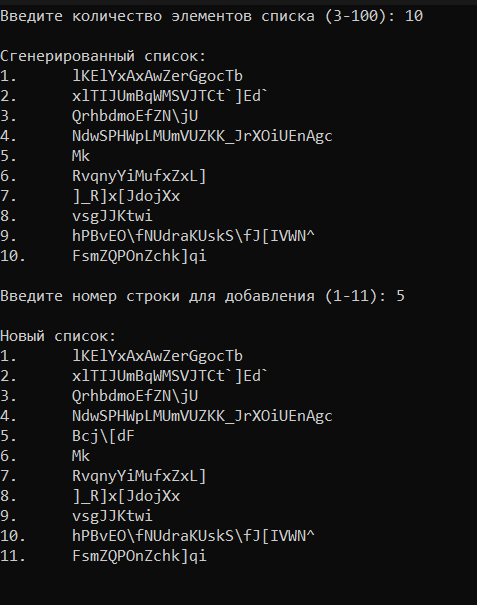 Введите количество элементов списка (3-100): 10
Сгенерированный список:
1. lKElYxAxAwZerGgocTb
2. xlTIJUmBqWMSVJTCt`]Ed`
3. QrhbdmoEfZN\jU
4. NdwSPHWpLMUmVUZKK_JrXOiUEnAgc
5. Mk
6. RvqnyYiMufxZxL]
7. ]_R]x[JdojXx
8. vsgJJKtwi
9. hPBvEO\fNUdraKUskS\fJ[IVWN^
10. FsmZQPOnZchk]qi
Введите номер строки для добавления (1-11): 5
Новый список:
1. lKElYxAxAwZerGgocTb
2. xlTIJUmBqWMSVJTCt`]Ed`
3. QrhbdmoEfZN\jU
4. NdwSPHWpLMUmVUZKK_JrXOiUEnAgc
5. Bcj\[dF
6. Mk
7. RvqnyYiMufxZxL]
8. ]_R]x[JdojXx
9. vsgJJKtwi
10. hPBvEO\fNUdraKUskS\fJ[IVWN^
11. FsmZQPOnZchk]qi